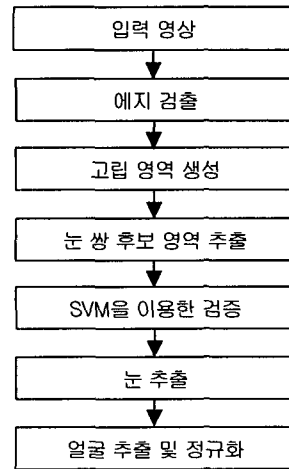 입력 영상
에지 검출
고립 영역 생성
눈 쌍 후보 영역 추출
SVM을 이용한 검증
눈 추출
얼굴 추출 및 정규화